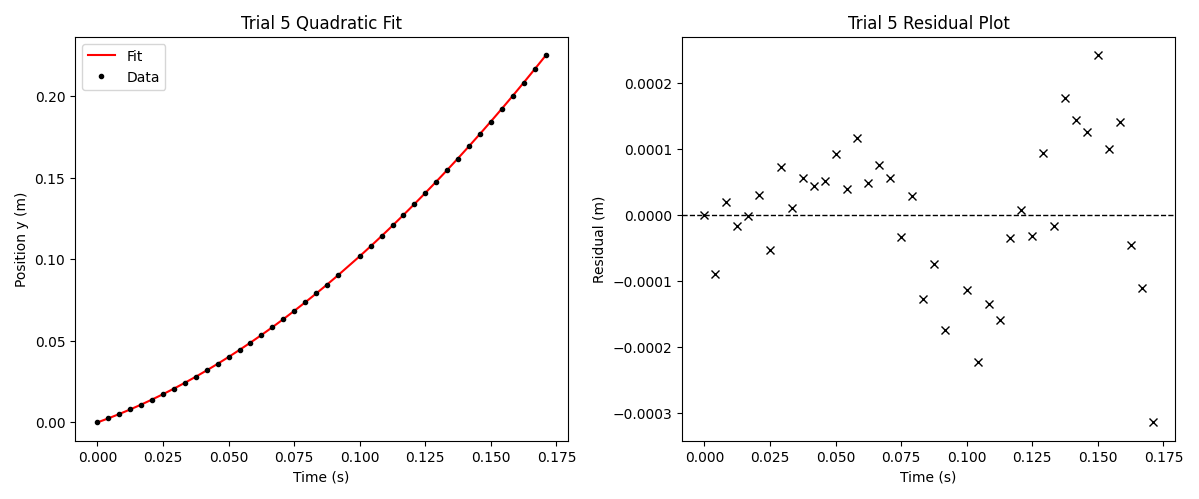 Trial 5 Quadratic Fit
Fit
Data
0.20
0.15
0.10
0.05
0.00
Position y (m)
0.000 0.025 0.050 0.075 0.100 0.125 0.150 0.175
Time (s)
Trial 5 Residual Plot
0.0002
0.0001
0.0000
−0.0001
−0.0002
−0.0003
Residual (m)
0.000 0.025 0.050 0.075 0.100 0.125 0.150 0.175
Time (s)